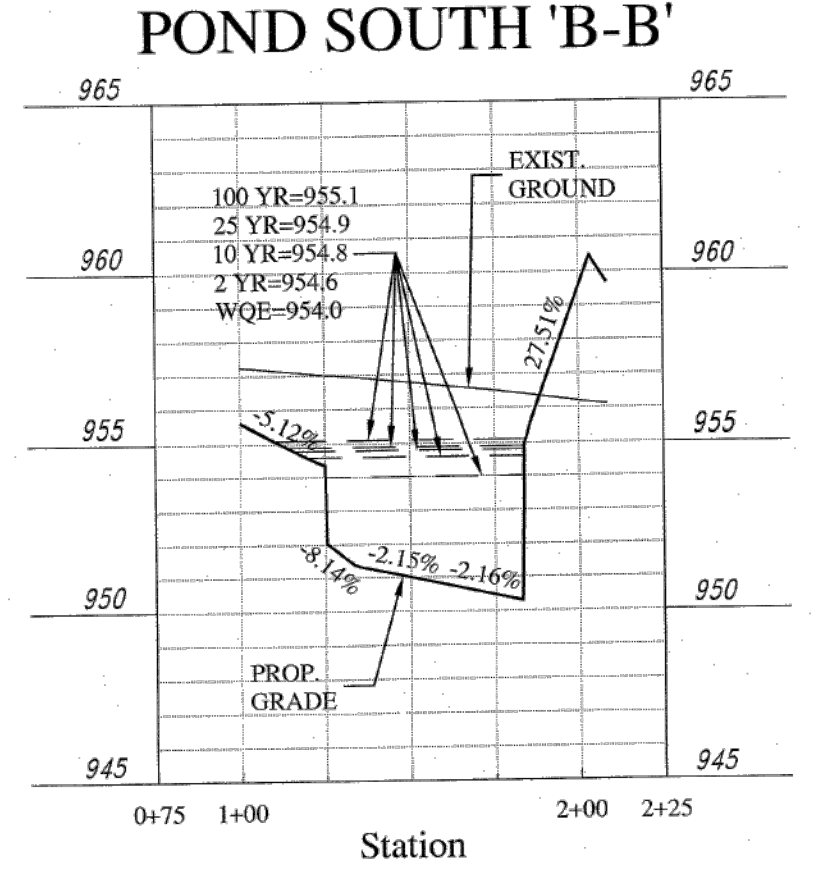 POND SOUTH 'B-B'
965
965
EXIST.
GROUND
100 YR=955.1
25 YR=954.9
10 YR=954.8
2 YR=954.6
WQE=954.0
960
960
27.51%
-5.12%
955
955
-8.14%
-2.15%
-2.16%
950
950
PROP.
GRADE
945
945
0+75
1+00
2+00
2+25
Station